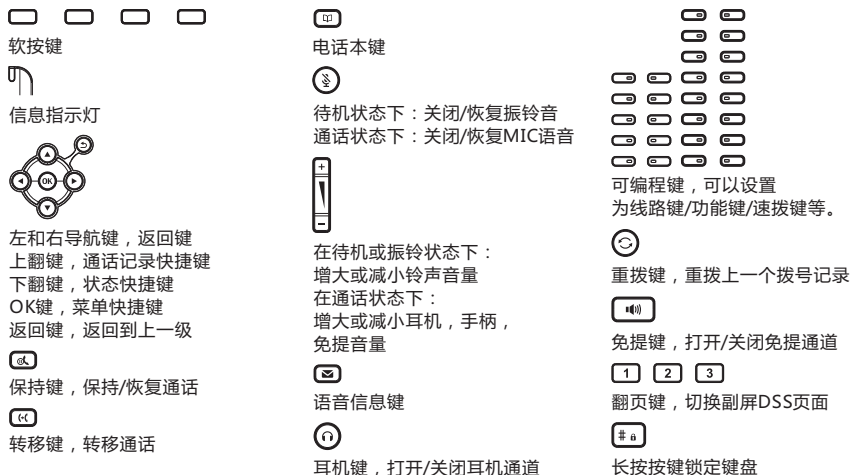 软按键
信息指示灯
OK
左和右导航键，返回键
上翻键，通话记录快捷键
下翻键，状态快捷键
OK键，菜单快捷键
返回键，返回到上一级
保持键，保持/恢复通话
转移键，转移通话
电话本键
待机状态下：关闭/恢复振铃音
通话状态下：关闭/恢复MIC语音
+
−
在待机或振铃状态下：
增大或减小铃声音量
在通话状态下：
增大或减小耳机，手柄，
免提音量
语音信息键
耳机键，打开/关闭耳机通道
可编程键，可以设置
为线路键/功能键/速拨键等。
重拨键，重拨上一个拨号记录
免提键，打开/关闭免提通道
1 2 3
翻页键，切换副屏DSS页面
#
长按按键锁定键盘